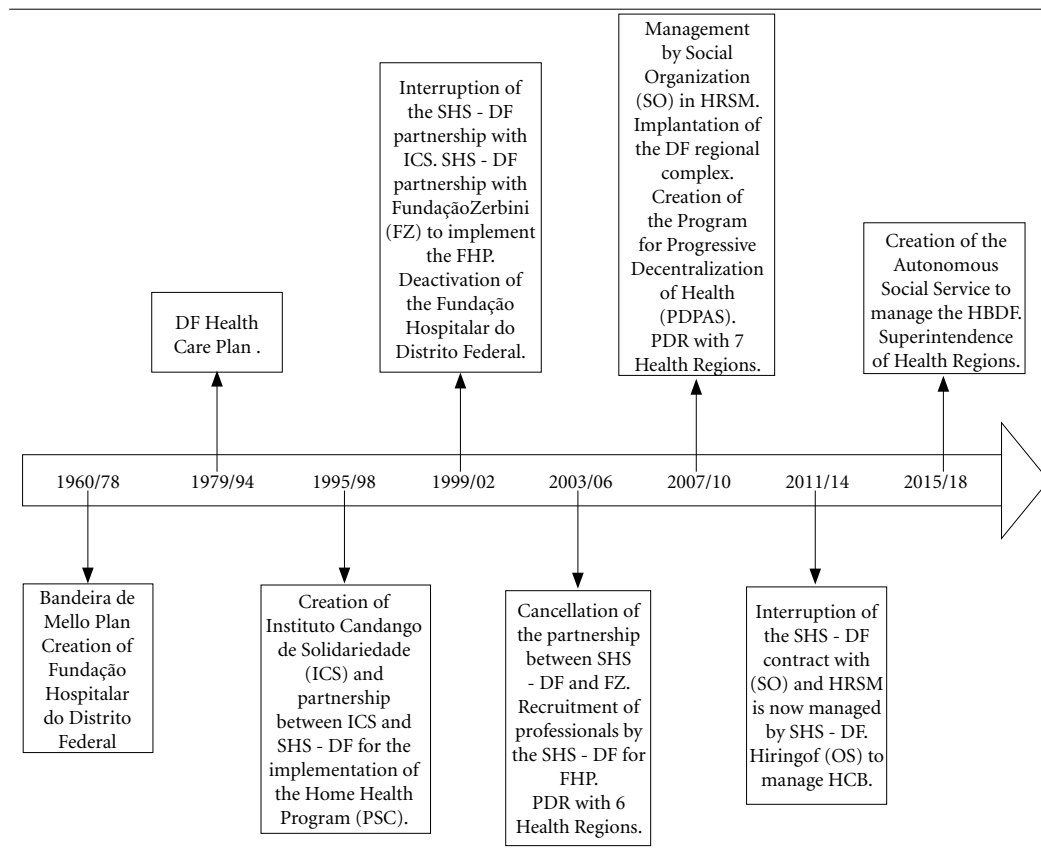 Management
by Social
Organization
(SO) in HRSM.
Implantation of
the DF regional
complex.
Creation of
the Program
for Progressive
Decentralization
of Health
(PDPAS).
PDR with 7
Health Regions.
Interruption of
the SHS - DF
partnership with
ICS. SHS - DF
partnership with
FundaçãoZerbini
(FZ) to implement
the FHP.
Deactivation of
the Fundação
Hospitalar do
Distrito Federal.
Creation of the
Autonomous
Social Service to
manage the HBDF.
Superintendence
of Health Regions.
DF Health
Care Plan .
1960/78 1979/94 1995/98 1999/02 2003/06 2007/10 2011/14 2015/18
Bandeira de
Mello Plan
Creation of
Fundação
Hospitalar
do Distrito
Federal
Creation of
Instituto Candango
de Solidariedade
(ICS) and
partnership
between ICS and
SHS - DF for the
implementation of
the Home Health
Program (PSC).
Cancellation of
the partnership
between SHS
- DF and FZ.
Recruitment of
professionals by
the SHS - DF for
FHP.
PDR with 6
Health Regions.
Interruption of
the SHS - DF
contract with
(SO) and HRSM
is now managed
by SHS - DF.
Hiringof (OS) to
manage HCB.